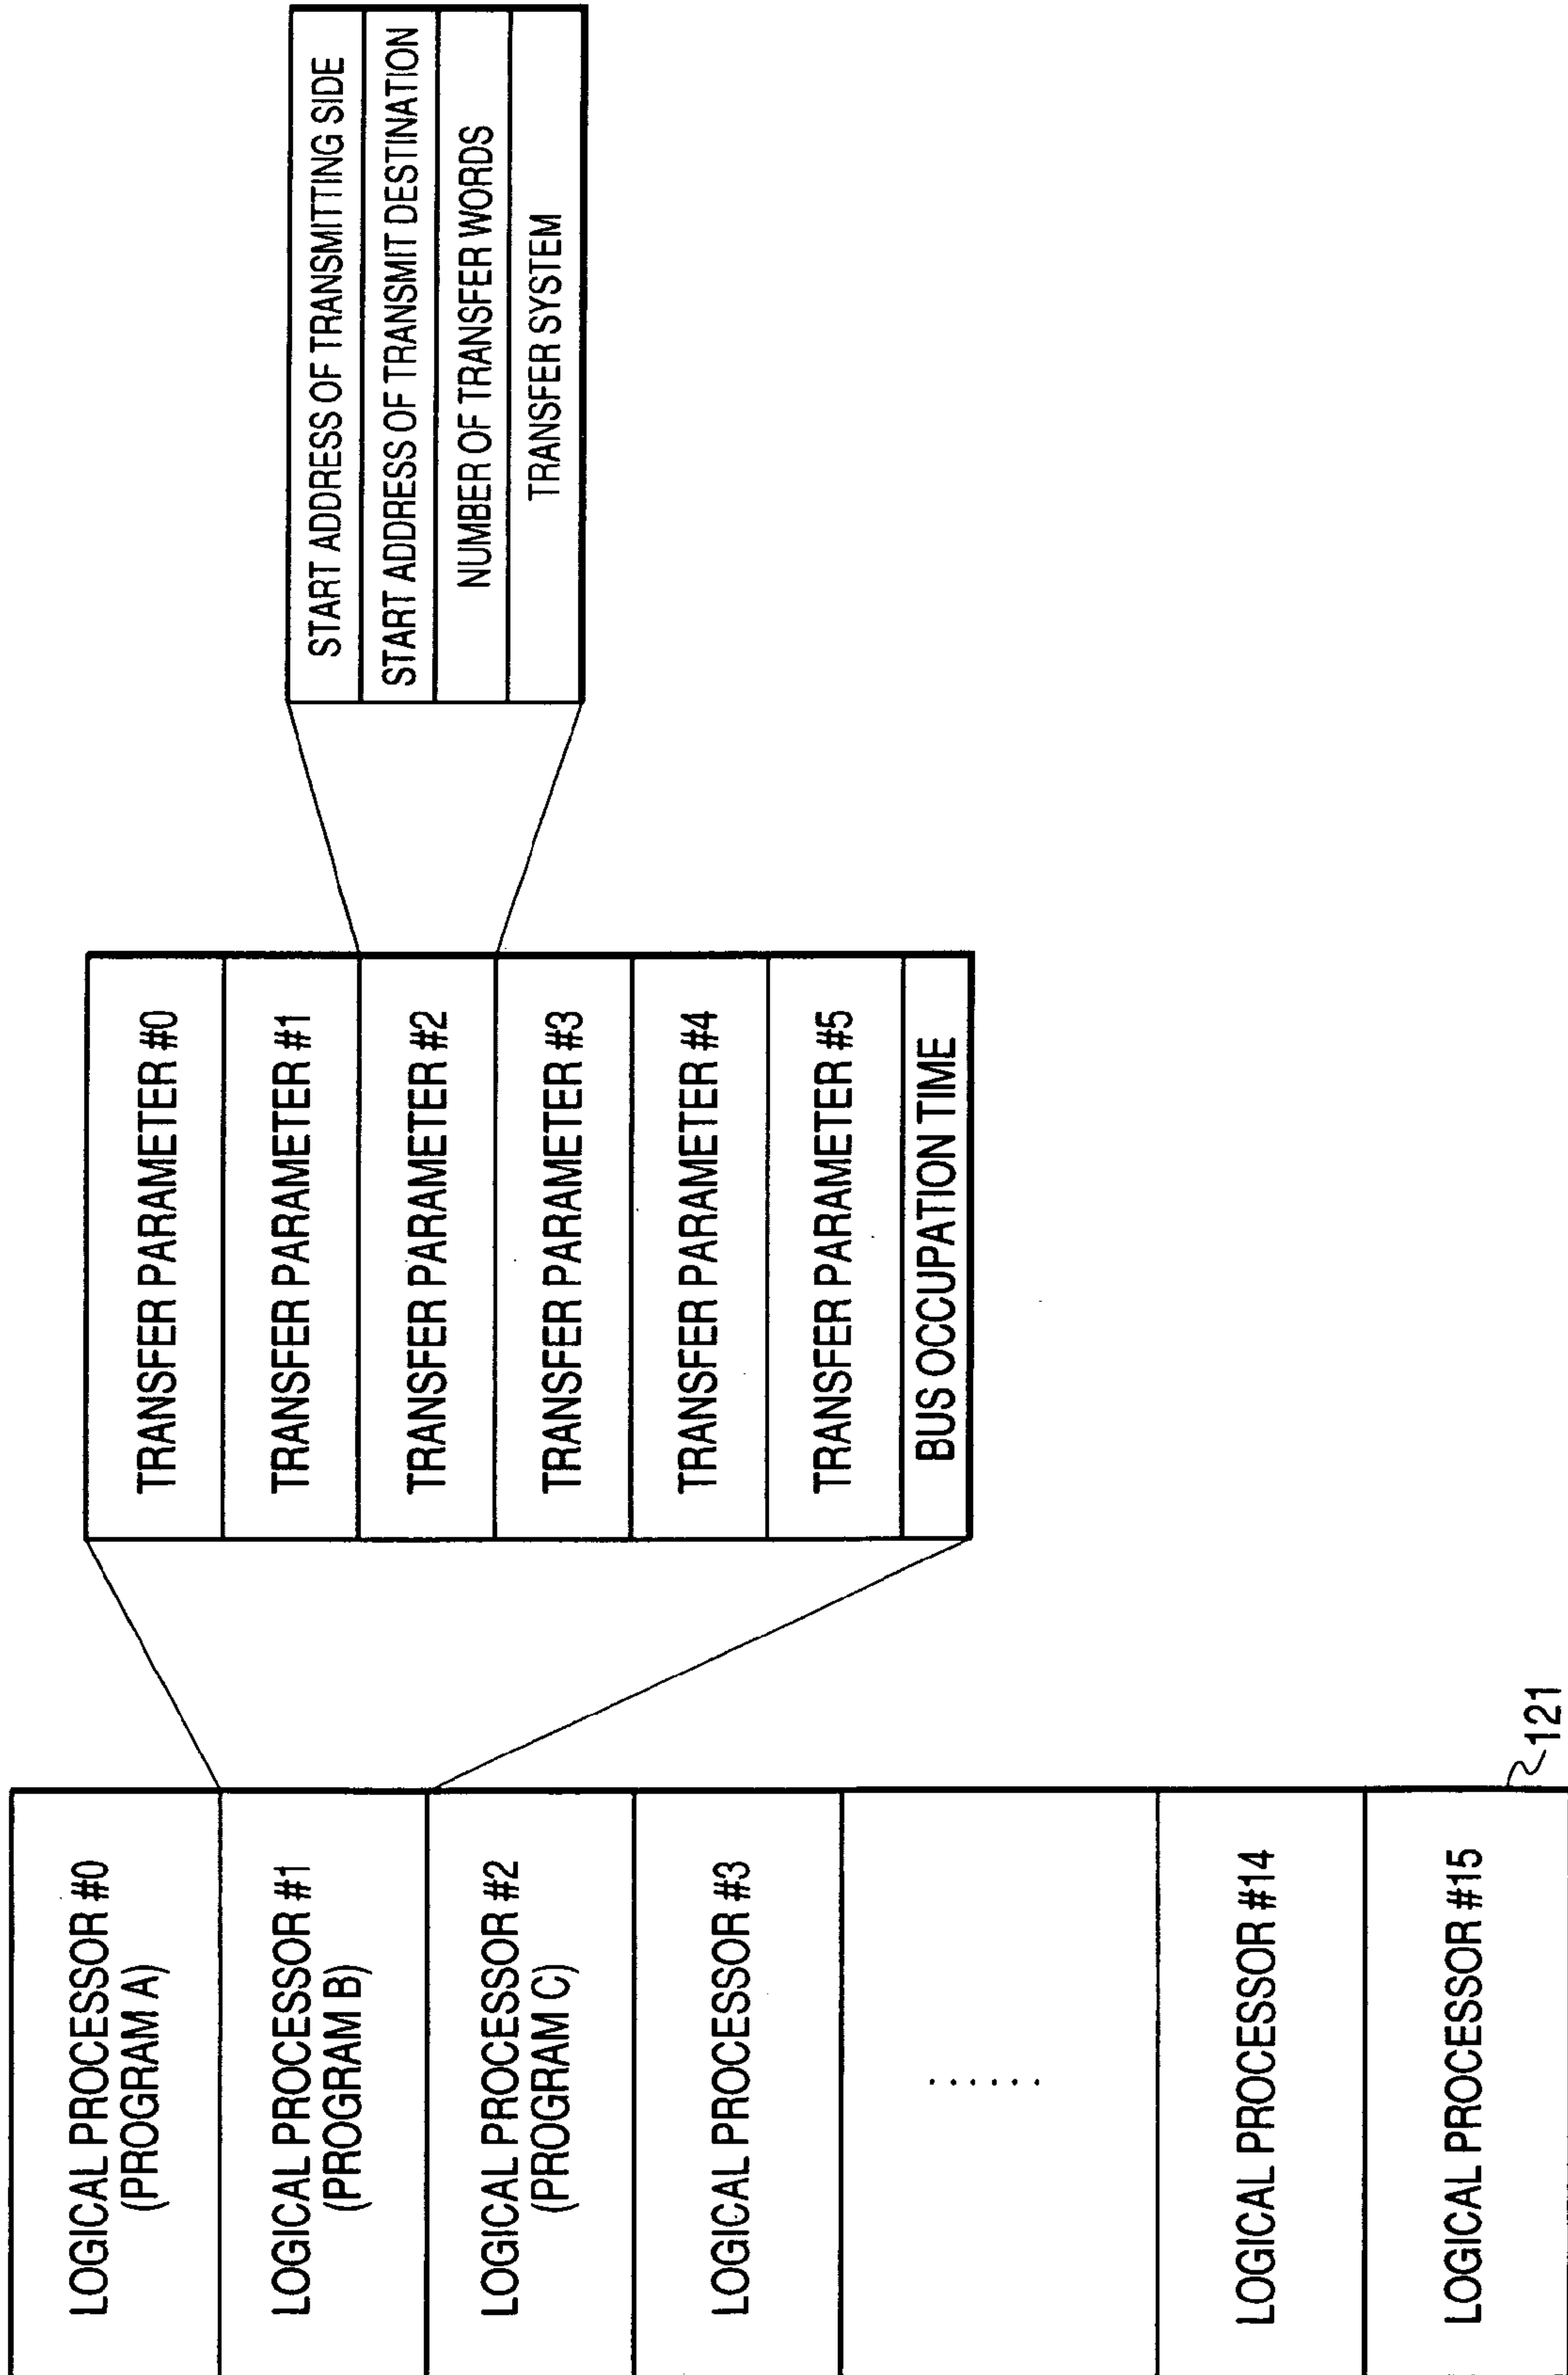 LOGICAL PROCESSOR #0
(PROGRAM A)
LOGICAL PROCESSOR #1
(PROGRAM B)
LOGICAL PROCESSOR #2
(PROGRAM C)
LOGICAL PROCESSOR #3
......
LOGICAL PROCESSOR #14
LOGICAL PROCESSOR #15
121
TRANSFER PARAMETER #0
TRANSFER PARAMETER #1
TRANSFER PARAMETER #2
TRANSFER PARAMETER #3
TRANSFER PARAMETER #4
TRANSFER PARAMETER #5
BUS OCCUPATION TIME
START ADDRESS OF TRANSMITTING SIDE
START ADDRESS OF TRANSMIT DESTINATION
NUMBER OF TRANSFER WORDS
TRANSFER SYSTEM